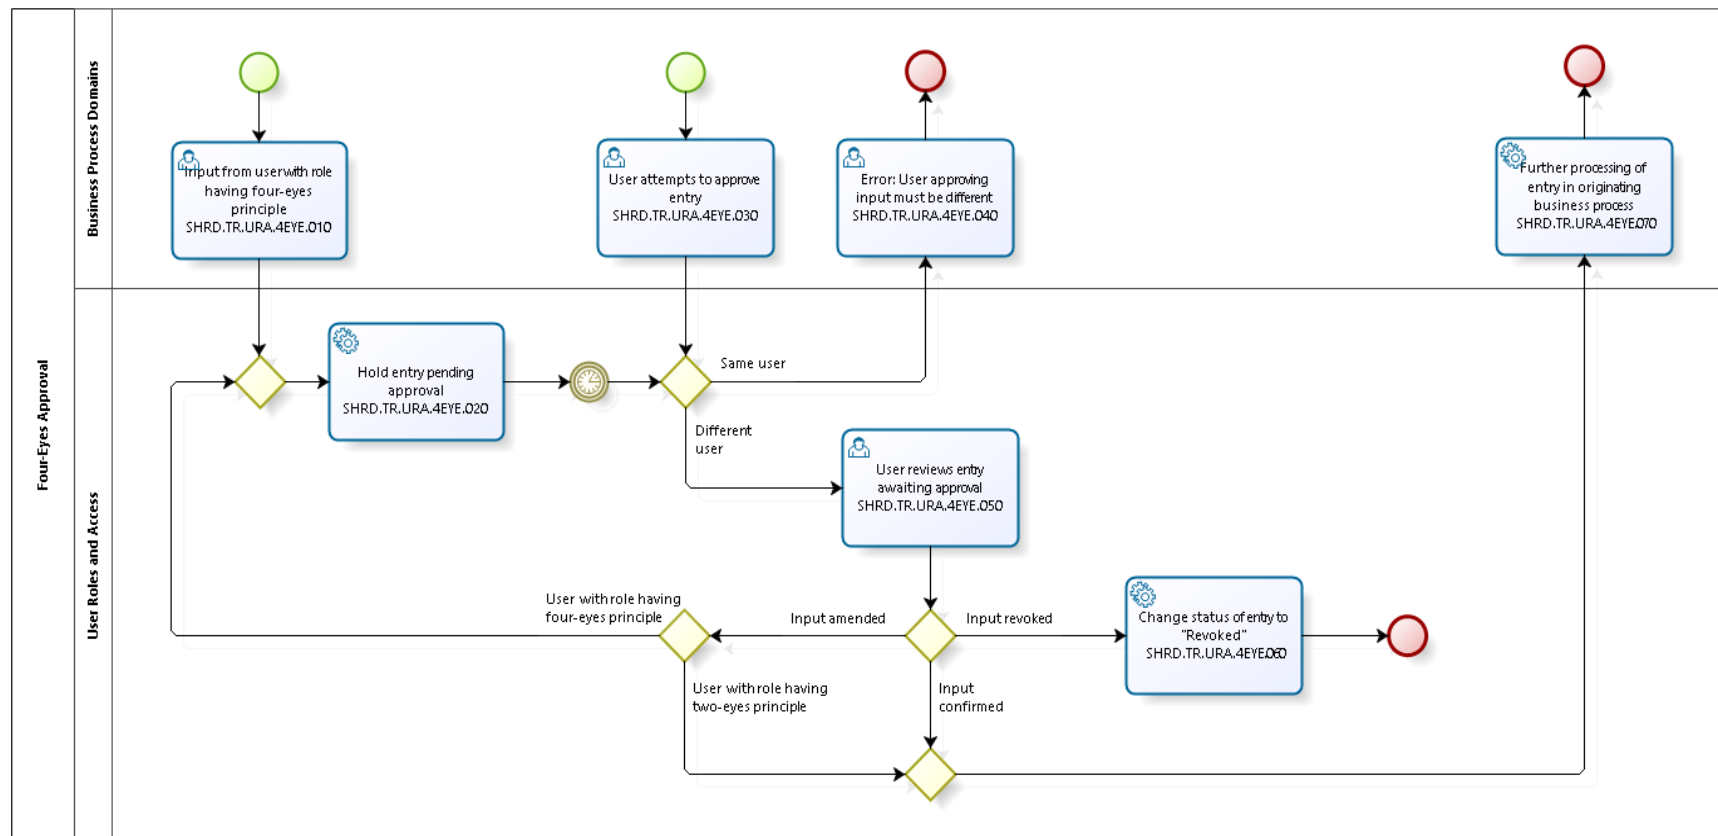 Four-Eyes Approval
Business Process Domains
User Roles and Access
Input from user with role
having four-eyes
principle
SHRD.TR.URA.4EYE.010
User attempts to approve
entry
SHRD.TR.URA.4EYE.030
Error: User approving
input must be different
SHRD.TR.URA.4EYE.040
Further processing of
entry in originating
business process
SHRD.TR.URA.4EYE.070
Hold entry pending
approval
SHRD.TR.URA.4EYE.020
Same user
Different
user
User reviews entry
awaiting approval
SHRD.TR.URA.4EYE.050
User with role having
four-eyes principle
Input amended
Input revoked
Change status of entry to
"Revoked"
SHRD.TR.URA.4EYE.060
User with role having
two-eyes principle
Input
confirmed